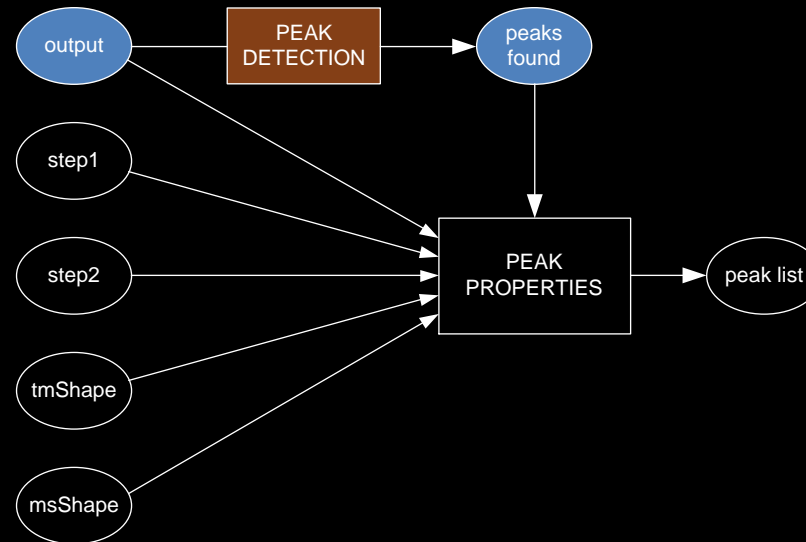 output
PEAK
DETECTION
peaks
found
step1
step2
PEAK
PROPERTIES
peak list
tmShape
msShape